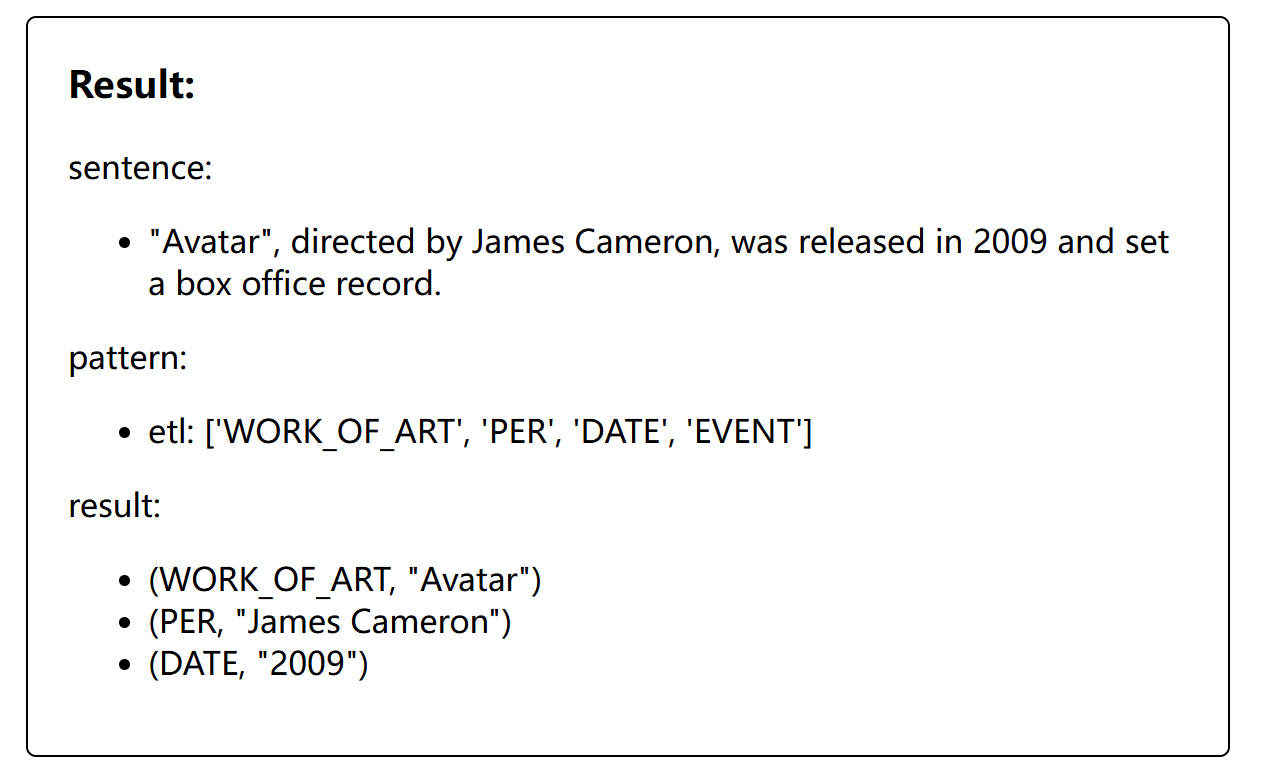 Result:
sentence:
• "Avatar", directed by James Cameron, was released in 2009 and set
a box office record.
pattern:
• etl: ['WORK_OF_ART', 'PER', 'DATE', 'EVENT']
result:
• (WORK_OF_ART, "Avatar")
• (PER, "James Cameron")
• (DATE, "2009")